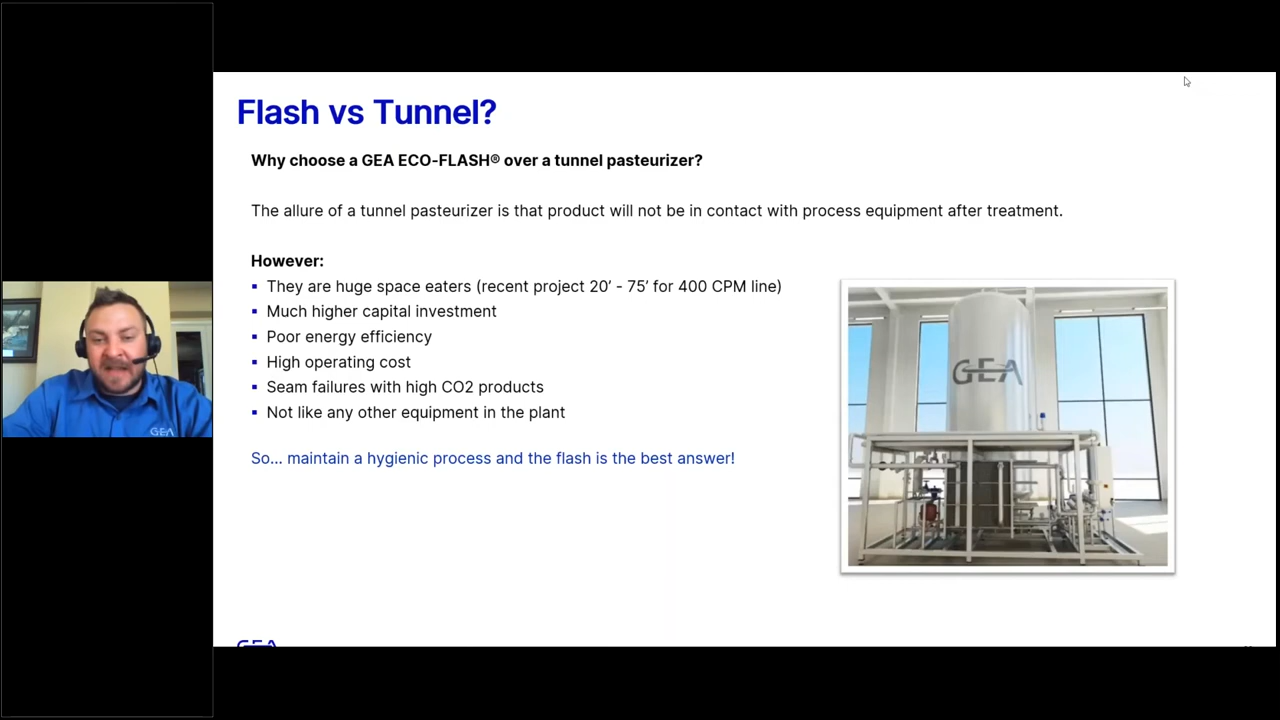 Flash vs Tunnel?
Why choose a GEA ECO-FLASH® over a tunnel pasteurizer?
The allure of a tunnel pasteurizer is that product will not be in contact with process equipment after treatment.
However:
▪ They are huge space eaters (recent project 20’ - 75’ for 400 CPM line)
▪ Much higher capital investment
▪ Poor energy efficiency
▪ High operating cost
▪ Seam failures with high CO2 products
▪ Not like any other equipment in the plant
So... maintain a hygienic process and the flash is the best answer!
GEA
GEA
GEA